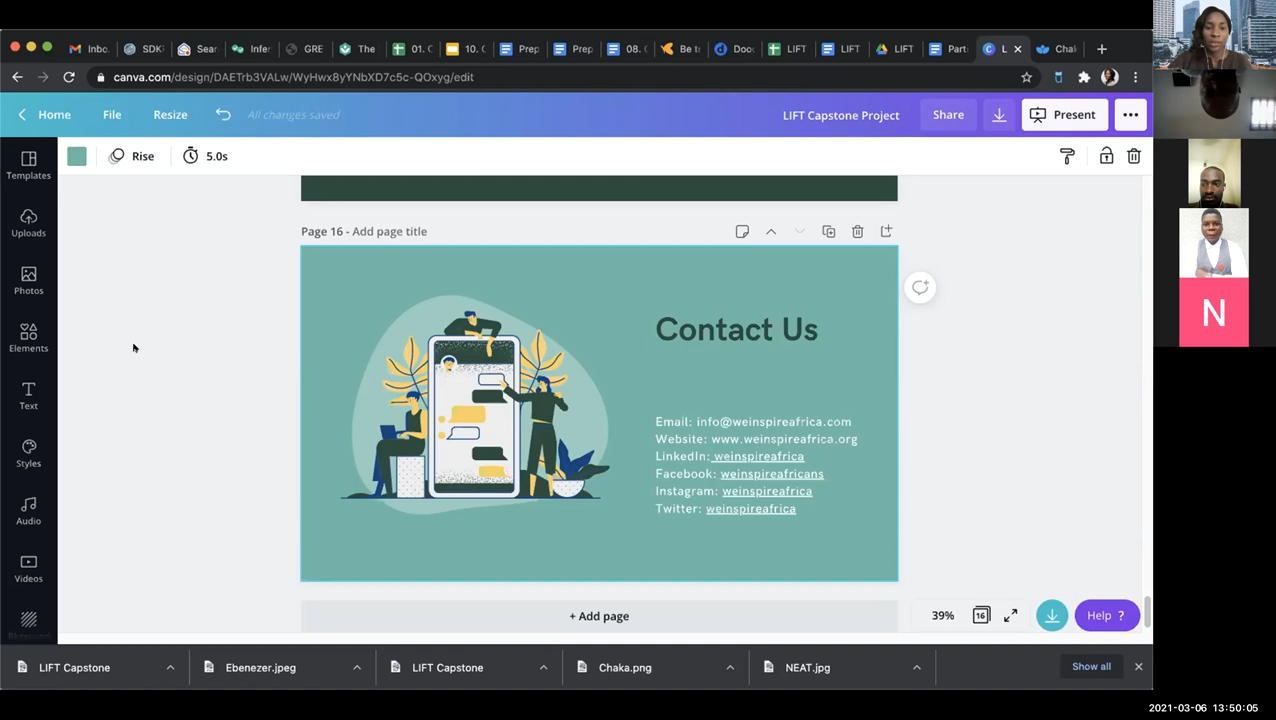 Inbo.
SDK
Sear
Infer
GRE
The
01. C
10.
Prep
Prep
08.
Be ta
Doo
LIFT
LIFT
LIFT
Part
L
Chal
canva.com/design/DAETrb3VALw/WyHwx8yYNbXD7c5c-QOxyg/edit
Home
File
Resize
All changes saved
LIFT Capstone Project
Share
Present
Rise
5.0s
Templates
Uploads
Photos
Elements
Text
Styles
Audio
Videos
Page 16 - Add page title
Contact Us
Email: info@weinspireafrica.com
Website: www.weinspireafrica.org
LinkedIn: weinspireafrica
Facebook: weinspireafricans
Instagram: weinspireafrica
Twitter: weinspireafrica
+ Add page
39%
16
Help ?
LIFT Capstone
Ebenezer.jpeg
LIFT Capstone
Chaka.png
NEAT.jpg
Show all
N
2021-03-06 13:50:05